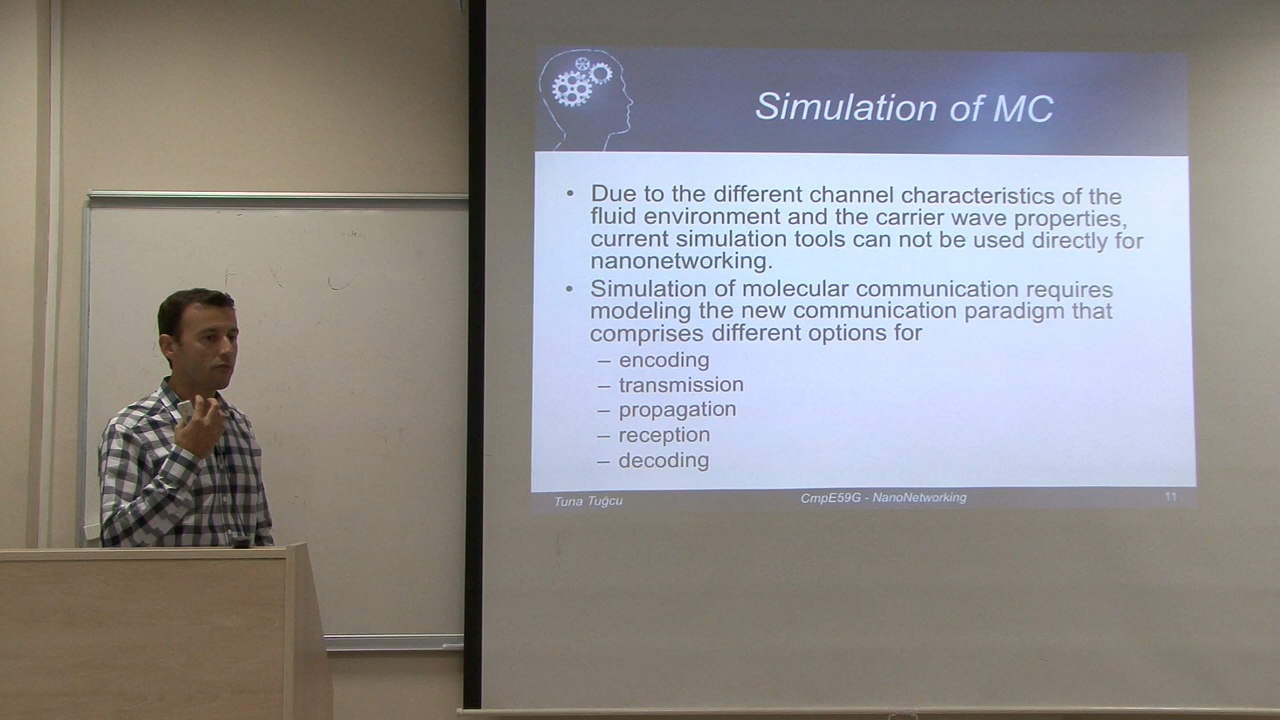 Simulation of MC
• Due to the different channel characteristics of the
fluid environment and the carrier wave properties,
current simulation tools can not be used directly for
nanonetworking.
• Simulation of molecular communication requires
modeling the new communication paradigm that
comprises different options for
– encoding
– transmission
– propagation
– reception
– decoding
Tuna Tuğcu
CmpE59G - NanoNetworking
11